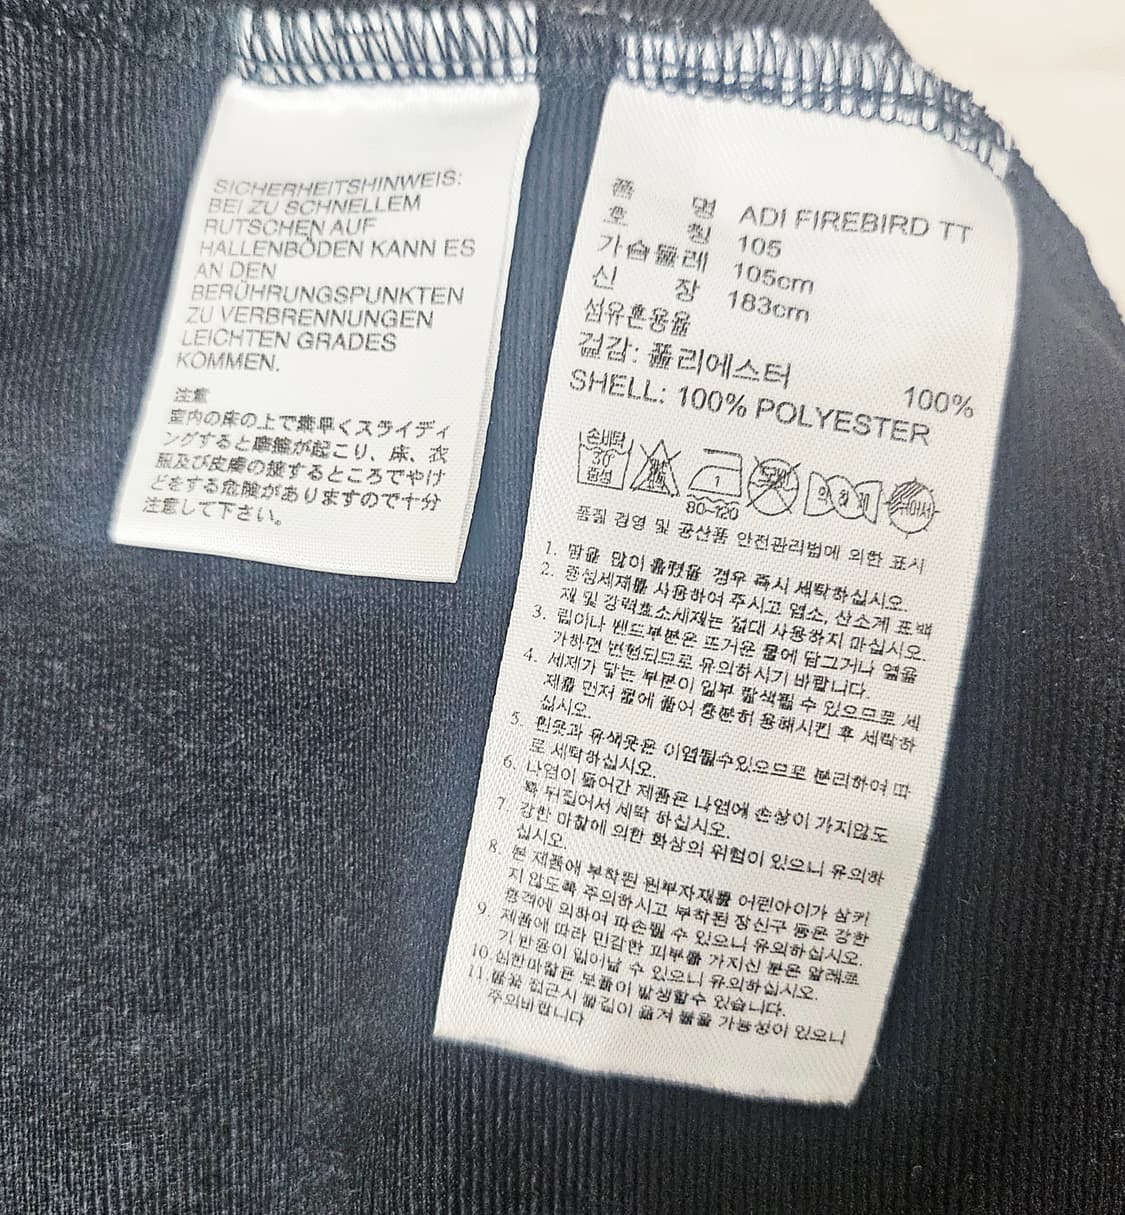 SICHERHEITSHINWEIS:
BEI ZU SCHNELLEM
RUTSCHEN AUF
HALLENBÖDEN KANN ES
AN DEN
BERÜHRUNGSPUNKTEN
ZU VERBRENNUNGEN
LEICHTEN GRADES
KOMMEN.
注意
室内の床の上で素早くスライディ
ングすると摩擦が起こり、床、衣
服及び皮膚の接するところでやけ
どをする危険がありますので十分
注意して下さい。
품 명 ADI FIREBIRD TT
호 칭 105
가슴둘레 105cm
신 장 183cm
섬유혼용율
겉감: 폴리에스터 100%
SHELL: 100% POLYESTER
손세탁
30°
중성
1
80~120
품질 경영 및 공산품 안전관리법에 의한 표시
1. 땀을 많이 흘렸을 경우 즉시 세탁하십시오.
2. 중성세제를 사용하여 주시고 염소, 산소계 표백
제 및 강력효소세제는 절대 사용하지 마십시오.
3. 립이나 밴드부분은 뜨거운 물에 담그거나 열을
가하면 변형되므로 유의하시기 바랍니다.
4. 세제가 닿는 부분이 일부 탈색될 수 있으므로 세
제를 먼저 물에 풀어 충분히 용해시킨 후 세탁하
십시오.
5. 흰옷과 유색옷은 이염될수있으므로 분리하여 따
로 세탁하십시오.
6. 나염이 들어간 제품은 나염에 손상이 가지않도
록 뒤집어서 세탁 하십시오.
7. 강한 마찰에 의한 화상의 위험이 있으니 유의하
십시오.
8. 본 제품에 부착된 원부자재를 어린아이가 삼키
지 않도록 주의하시고 부착된 장신구 등은 강한
충격에 의하여 파손될 수 있으니 유의하십시오.
9. 제품에 따라 민감한 피부를 가지신 분은 알레르
기 반응이 일어날 수 있으니 유의하십시오.
10.심한마찰은 보풀이 발생할수 있습니다.
11.불꽃 접근시 불길이 옮겨 붙을 가능성이 있으니
주의바랍니다